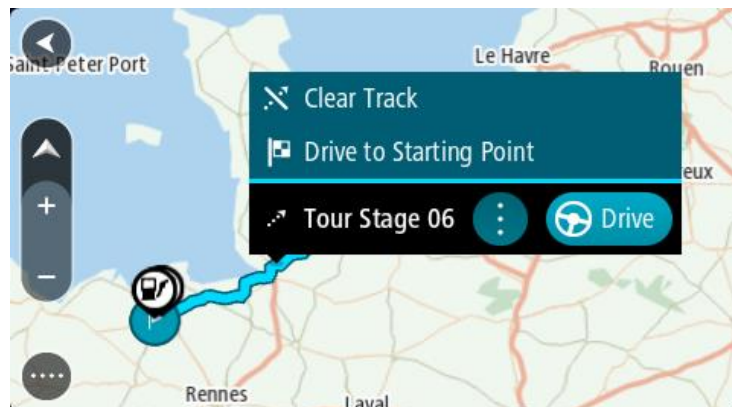 Saint Peter Port
Le Havre
Rouen
Clear Track
Drive to Starting Point
eux
Tour Stage 06
Drive
+
-
Rennes
Laval